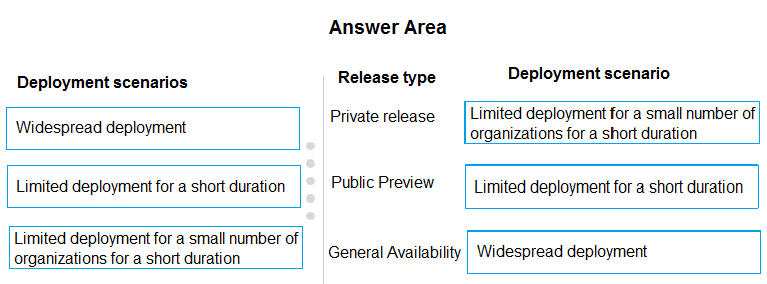 Answer Area
Deployment scenarios
Widespread deployment
Limited deployment for a short duration
Limited deployment for a small number of
organizations for a short duration
Release type
Deployment scenario
Private release
Limited deployment for a small number of
organizations for a short duration
Public Preview
Limited deployment for a short duration
General Availability
Widespread deployment